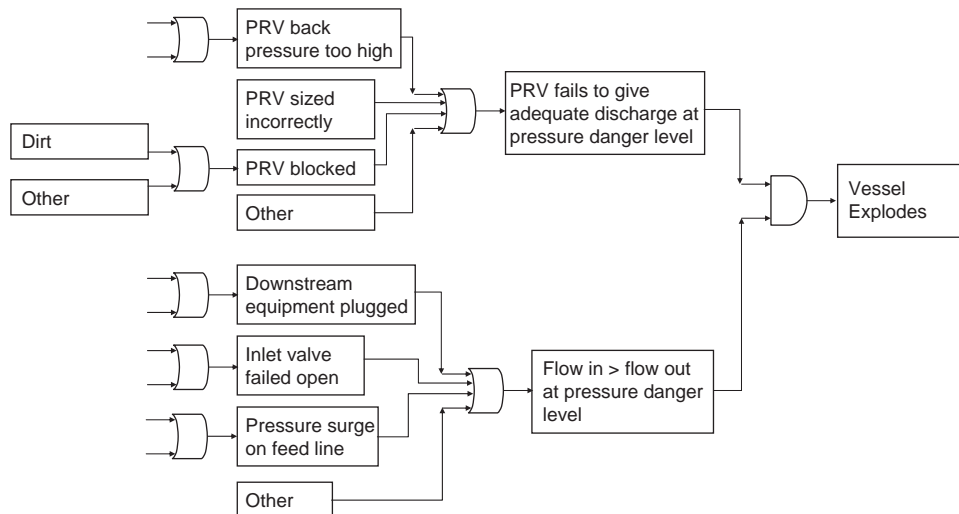 PRV back
pressure too high
PRV sized
incorrectly
Dirt
Other
PRV blocked
Other
PRV fails to give
adequate discharge at
pressure danger level
Vessel
Explodes
Downstream
equipment plugged
Inlet valve
failed open
Pressure surge
on feed line
Other
Flow in > flow out
at pressure danger
level